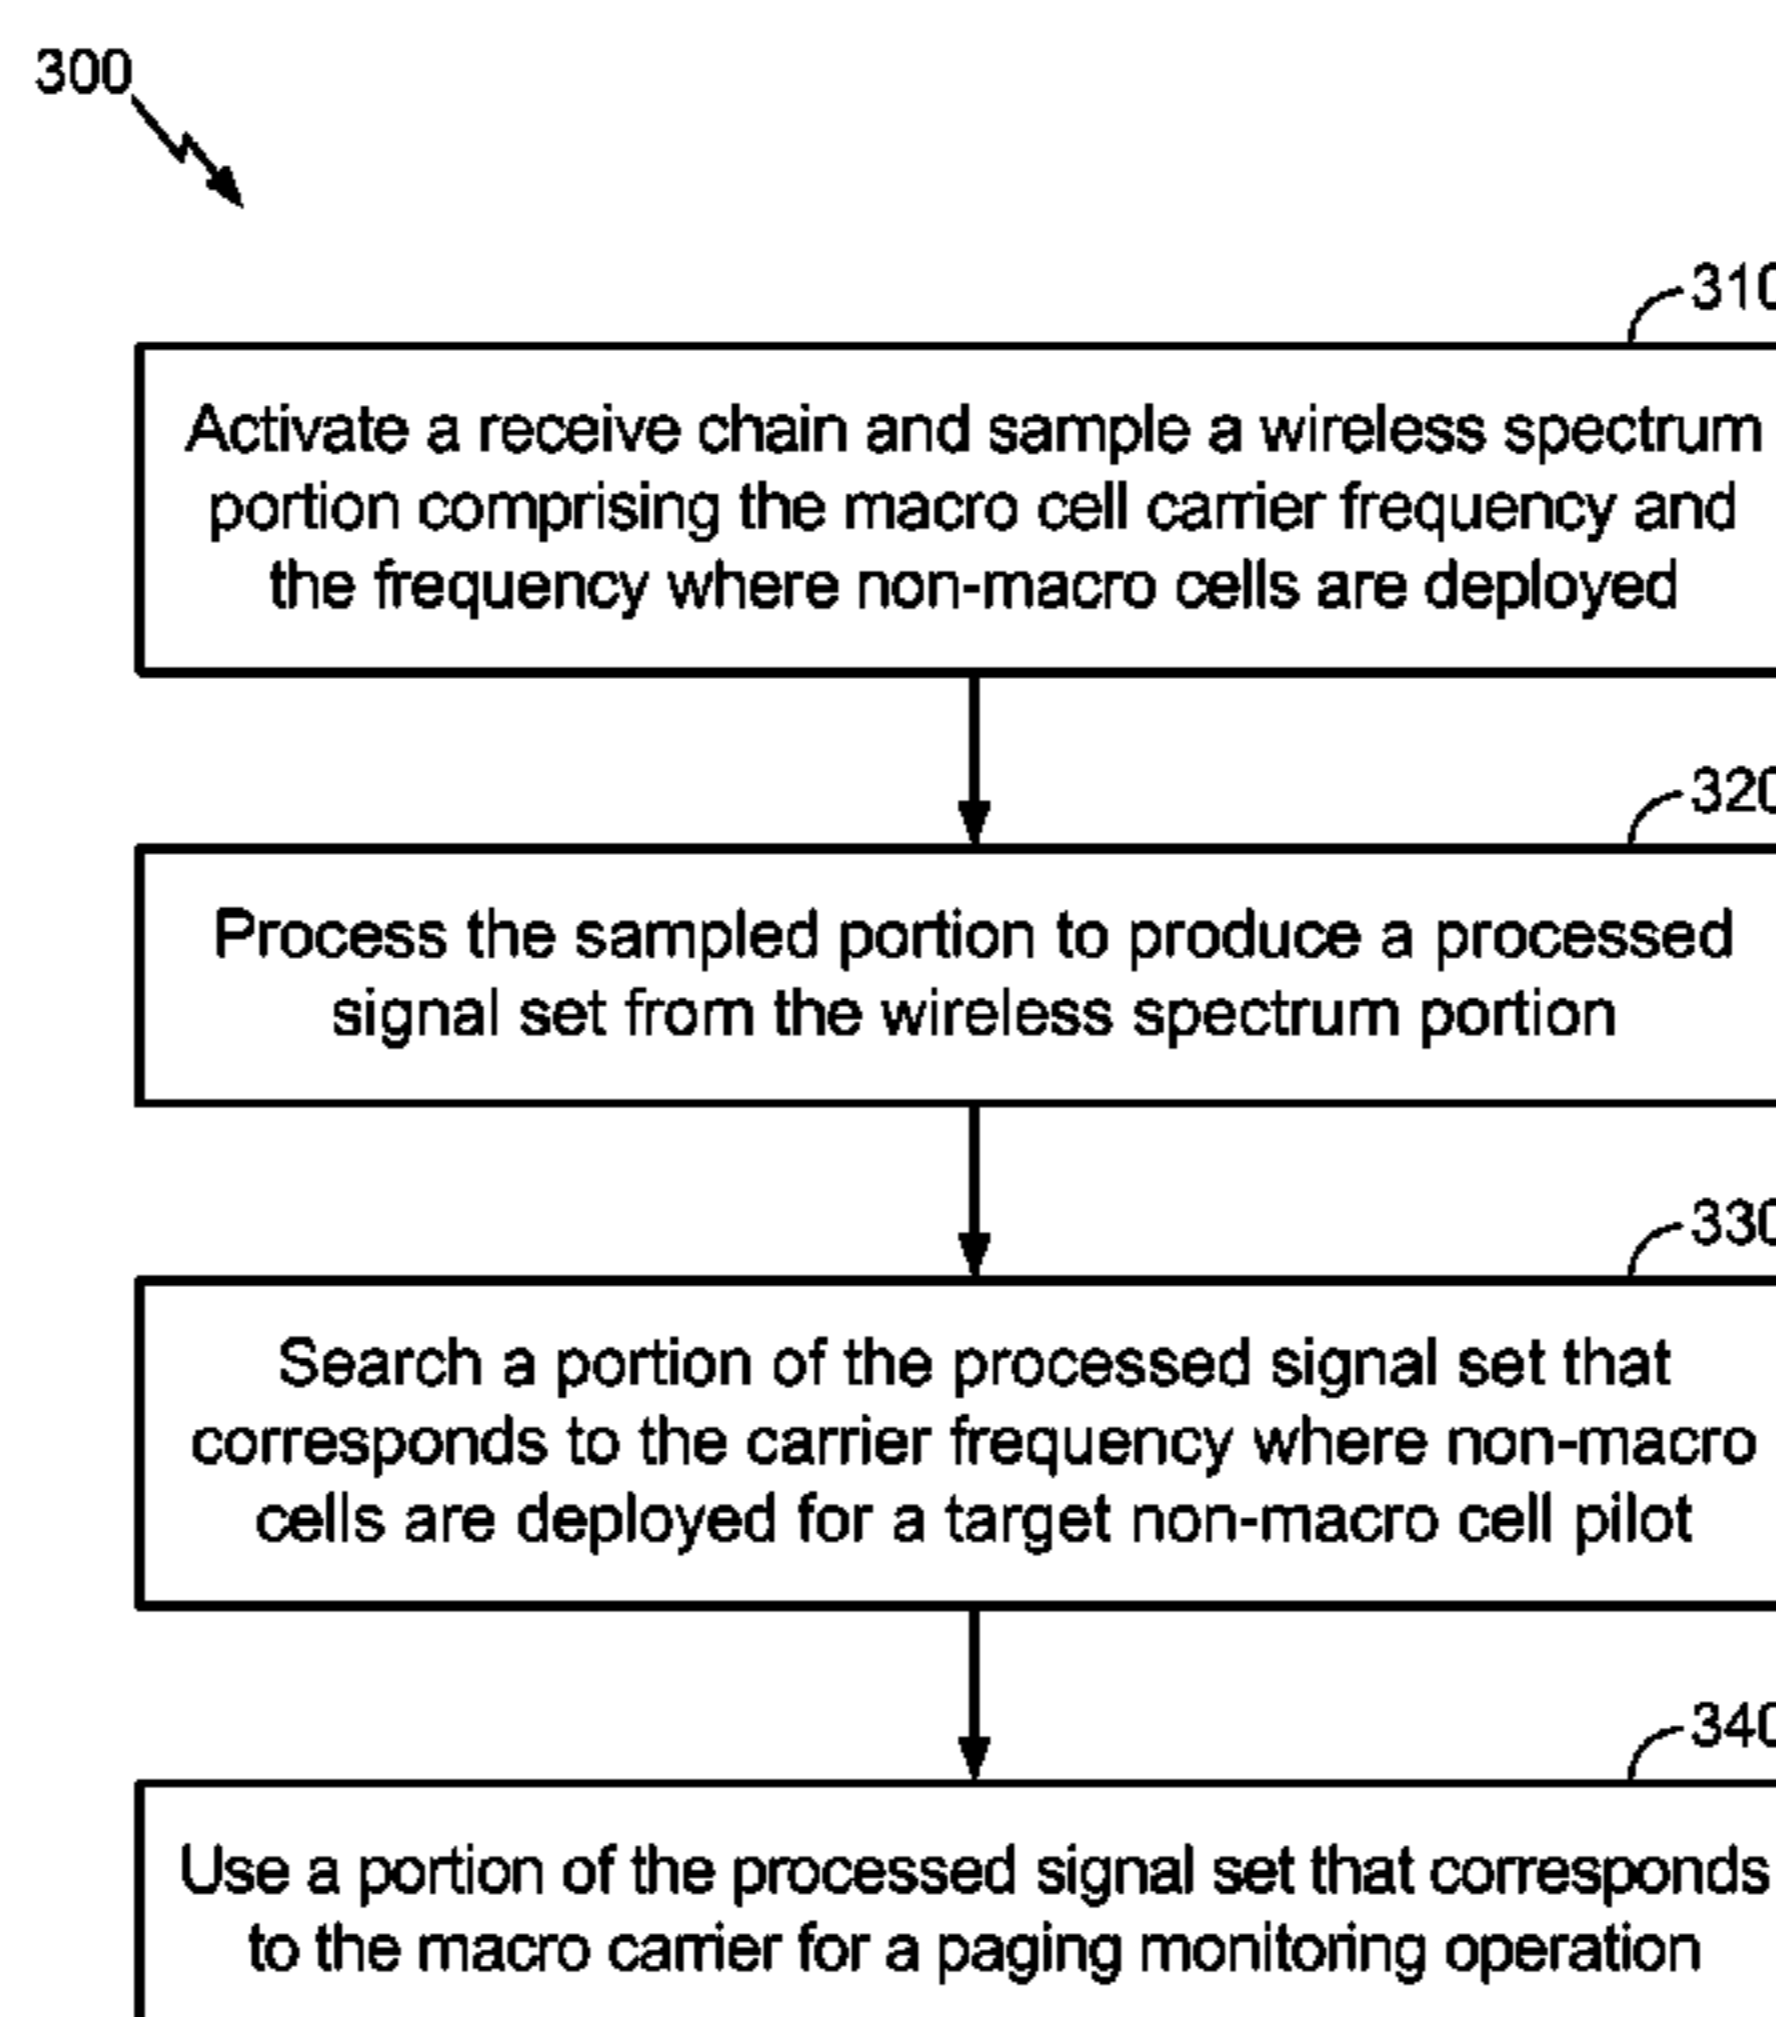 300
310
Activate a receive chain and sample a wireless spectrum
portion comprising the macro cell carrier frequency and
the frequency where non-macro cells are deployed
320
Process the sampled portion to produce a processed
signal set from the wireless spectrum portion
330
Search a portion of the processed signal set that
corresponds to the carrier frequency where non-macro
cells are deployed for a target non-macro cell pilot
340
Use a portion of the processed signal set that corresponds
to the macro carrier for a paging monitoring operation